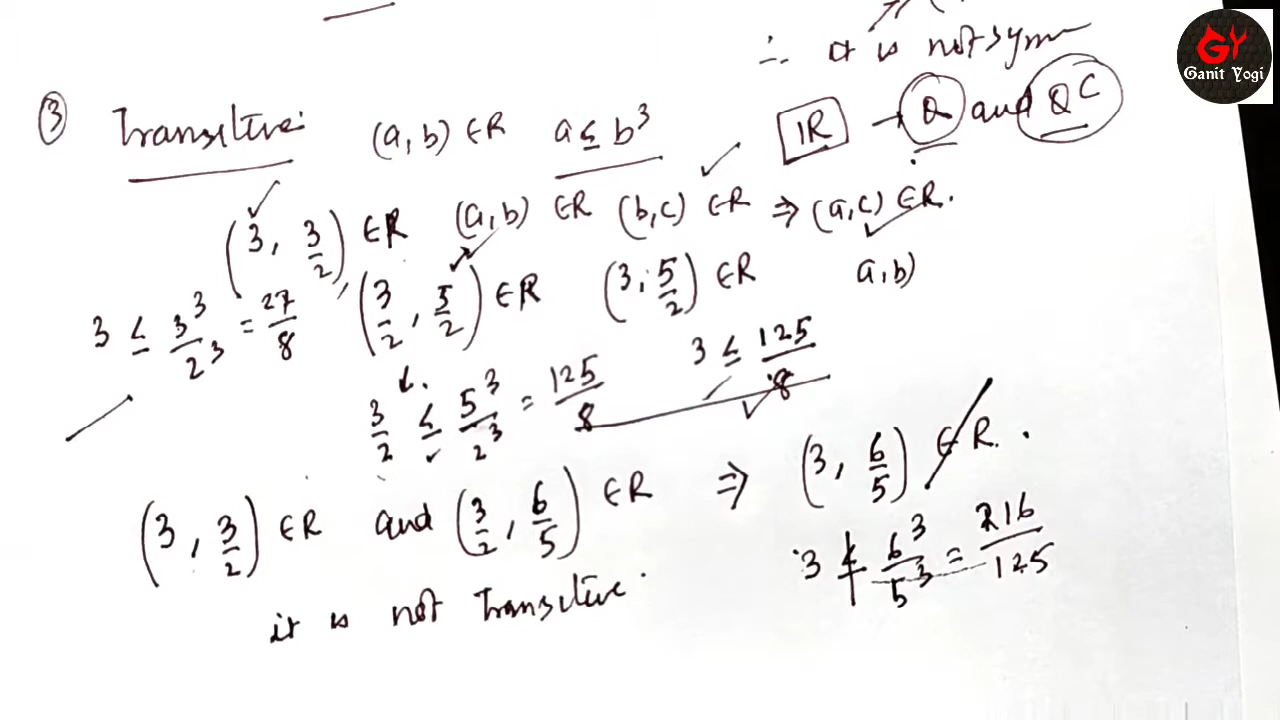 ∴ it is not symm
GY
Ganit Yogi
③ Transitive: (a, b) ∈R a ≤ b³ IR → Q and Q^C
(3, 3/2) ∈R (a, b) ∈R (b, c) ∈R ⇒ (a, c) ∈R.
3 ≤ 3³/2³ = 27/8 , (3/2, 5/2) ∈R (3, 5/2) ∈R a, b)
3/2 ≤ 5³/2³ = 125/8 3 ≤ 125/8
(3, 3/2) ∈R and (3/2, 6/5) ∈R ⇒ (3, 6/5) ∉ R.
3 ≰ 6³/5³ = 216/125
it is not Transitive.